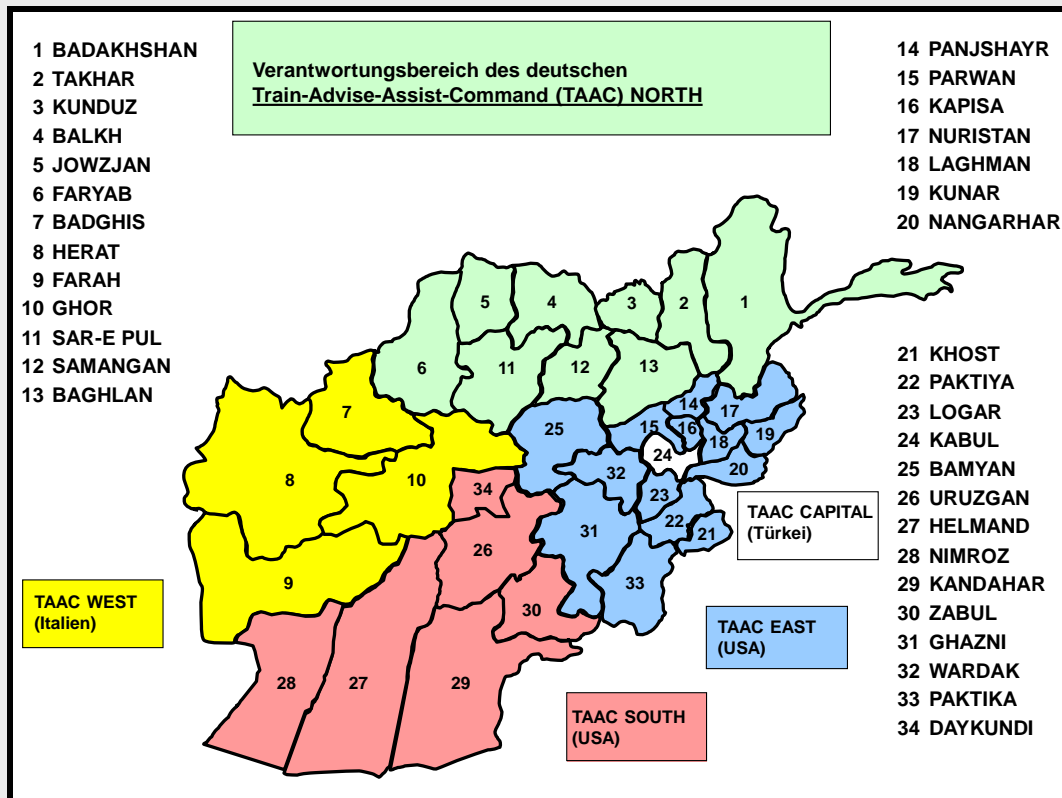 1 BADAKHSHAN
2 TAKHAR
3 KUNDUZ
4 BALKH
5 JOWZJAN
6 FARYAB
7 BADGHIS
8 HERAT
9 FARAH
10 GHOR
11 SAR-E PUL
12 SAMANGAN
13 BAGHLAN
Verantwortungsbereich des deutschen
Train-Advise-Assist-Command (TAAC) NORTH
14 PANJSHAYR
15 PARWAN
16 KAPISA
17 NURISTAN
18 LAGHMAN
19 KUNAR
20 NANGARHAR
21 KHOST
22 PAKTIYA
23 LOGAR
24 KABUL
25 BAMYAN
26 URUZGAN
27 HELMAND
28 NIMROZ
29 KANDAHAR
30 ZABUL
31 GHAZNI
32 WARDAK
33 PAKTIKA
34 DAYKUNDI
1
2
3
4
5
6
11
12
13
7
8
10
9
25
14
15
16
17
18
19
20
24
32
23
22
21
31
33
34
26
30
28
27
29
TAAC CAPITAL
(Türkei)
TAAC WEST
(Italien)
TAAC EAST
(USA)
TAAC SOUTH
(USA)